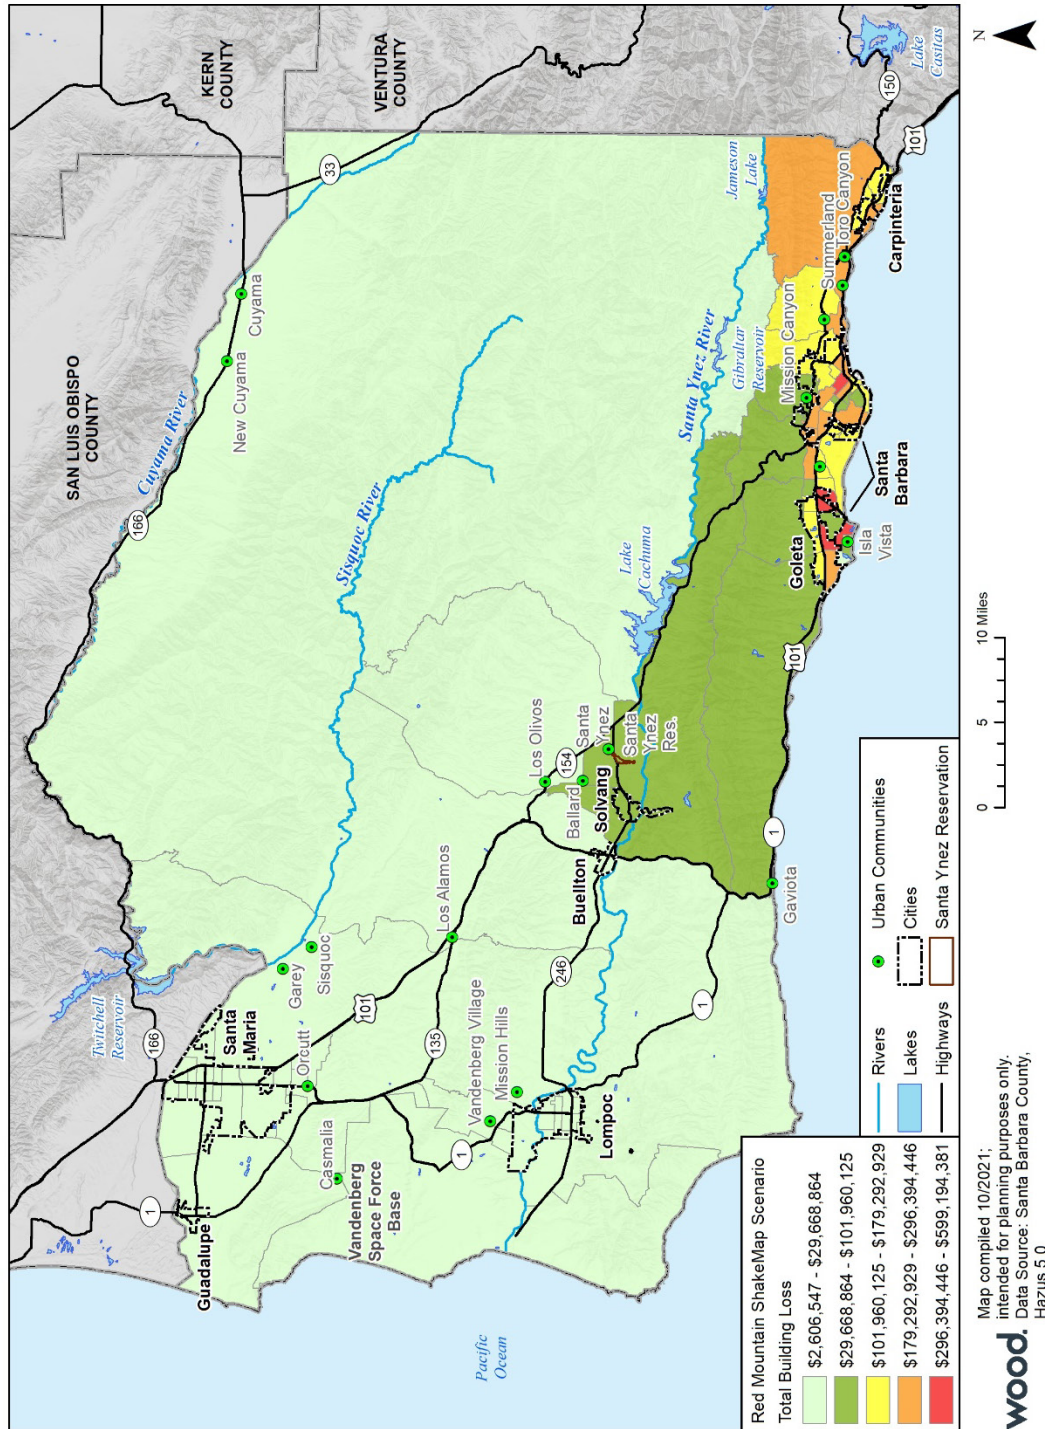 SAN LUIS OBISPO
COUNTY
KERN
COUNTY
VENTURA
COUNTY
Twitchell
Reservoir
Cuyama River
Sisquoc River
Santa Ynez River
New Cuyama
Cuyama
166
166
33
1
Guadalupe
Santa
Maria
Orcutt
Garey
Sisquoc
Casmalia
Vandenberg
Space Force
Base
101
135
Los Alamos
1
Vandenberg Village
Mission Hills
Lompoc
246
1
Buellton
Solvang
Ballard
Los Olivos
154
Santa
Ynez
Santa
Ynez
Res.
Lake
Cachuma
Gibraltar
Reservoir
Jameson
Lake
Mission Canyon
Summerland
Toro Canyon
Carpinteria
150
101
Lake
Casitas
Goleta
Isla
Vista
Santa
Barbara
101
1
Gaviota
Pacific
Ocean
Red Mountain ShakeMap Scenario
Total Building Loss
$2,606,547 - $29,668,864
$29,668,864 - $101,960,125
$101,960,125 - $179,292,929
$179,292,929 - $296,394,446
$296,394,446 - $599,194,381
Rivers
Lakes
Highways
Urban Communities
Cities
Santa Ynez Reservation
0 5 10 Miles
N
wood.
Map compiled 10/2021;
intended for planning purposes only.
Data Source: Santa Barbara County,
Hazus 5.0